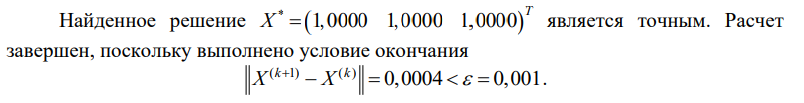 Найденное решение X* = (1,0000 1,0000 1,0000)ᵀ является точным. Расчет
завершен, поскольку выполнено условие окончания
‖X⁽ᵏ⁺¹⁾ − X⁽ᵏ⁾‖ = 0,0004 < ε = 0,001.